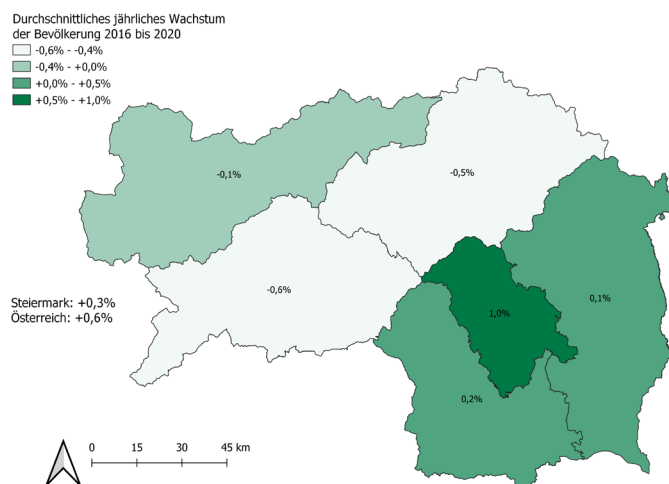 Durchschnittliches jährliches Wachstum
der Bevölkerung 2016 bis 2020
-0,6% - -0,4%
-0,4% - +0,0%
+0,0% - +0,5%
+0,5% - +1,0%
-0,1%
-0,5%
-0,6%
0,1%
1,0%
0,2%
Steiermark: +0,3%
Österreich: +0,6%
0 15 30 45 km